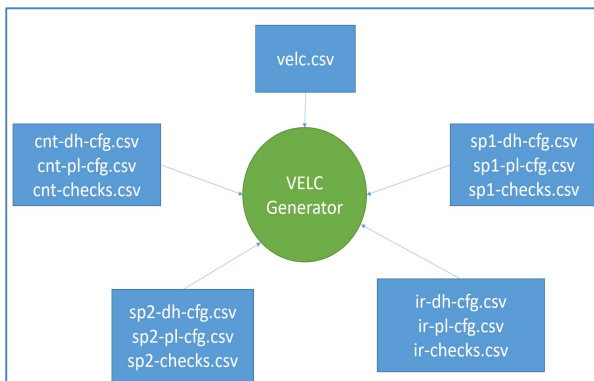 velc.csv
cnt-dh-cfg.csv
cnt-pl-cfg.csv
cnt-checks.csv
sp1-dh-cfg.csv
sp1-pl-cfg.csv
sp1-checks.csv
VELC
Generator
sp2-dh-cfg.csv
sp2-pl-cfg.csv
sp2-checks.csv
ir-dh-cfg.csv
ir-pl-cfg.csv
ir-checks.csv